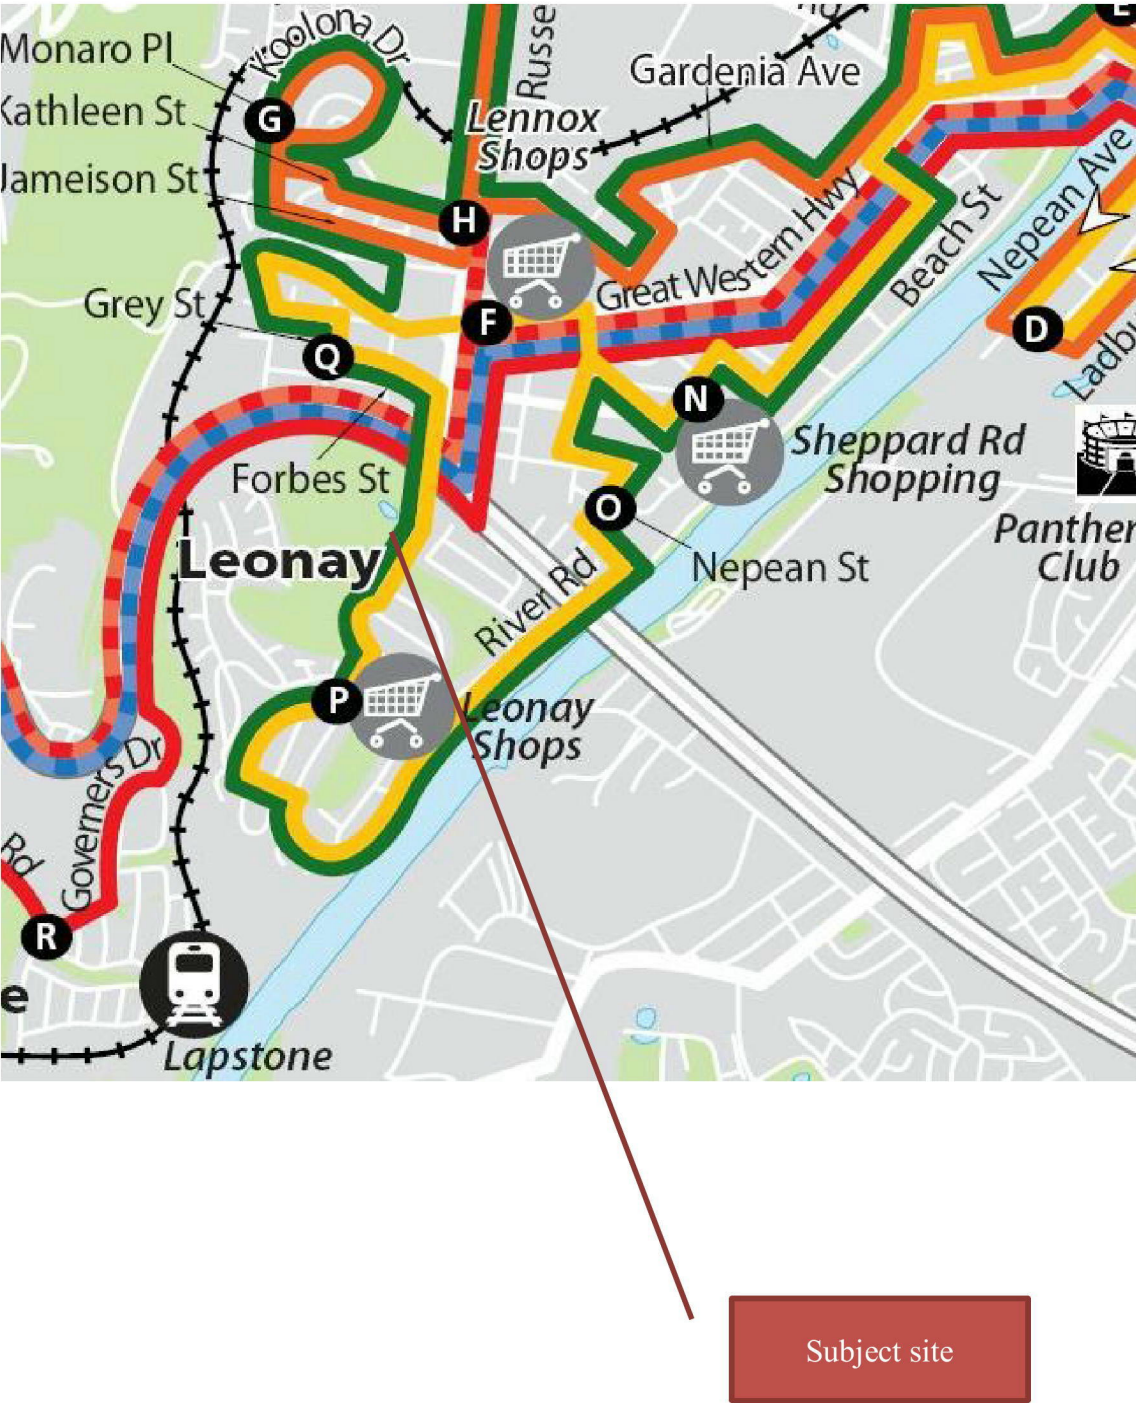 Monaro Pl
Koolona Dr
Russe
Gardenia Ave
E
Kathleen St
G
Lennox
Shops
Jameison St
H
Great Western Hwy
Beach St
Nepean Ave
Grey St
F
D
Q
Ladbu
N
Forbes St
Sheppard Rd
Shopping
O
Panther
Club
Leonay
Nepean St
River Rd
P
Leonay
Shops
Governers Dr
Rd
R
e
Lapstone
Subject site